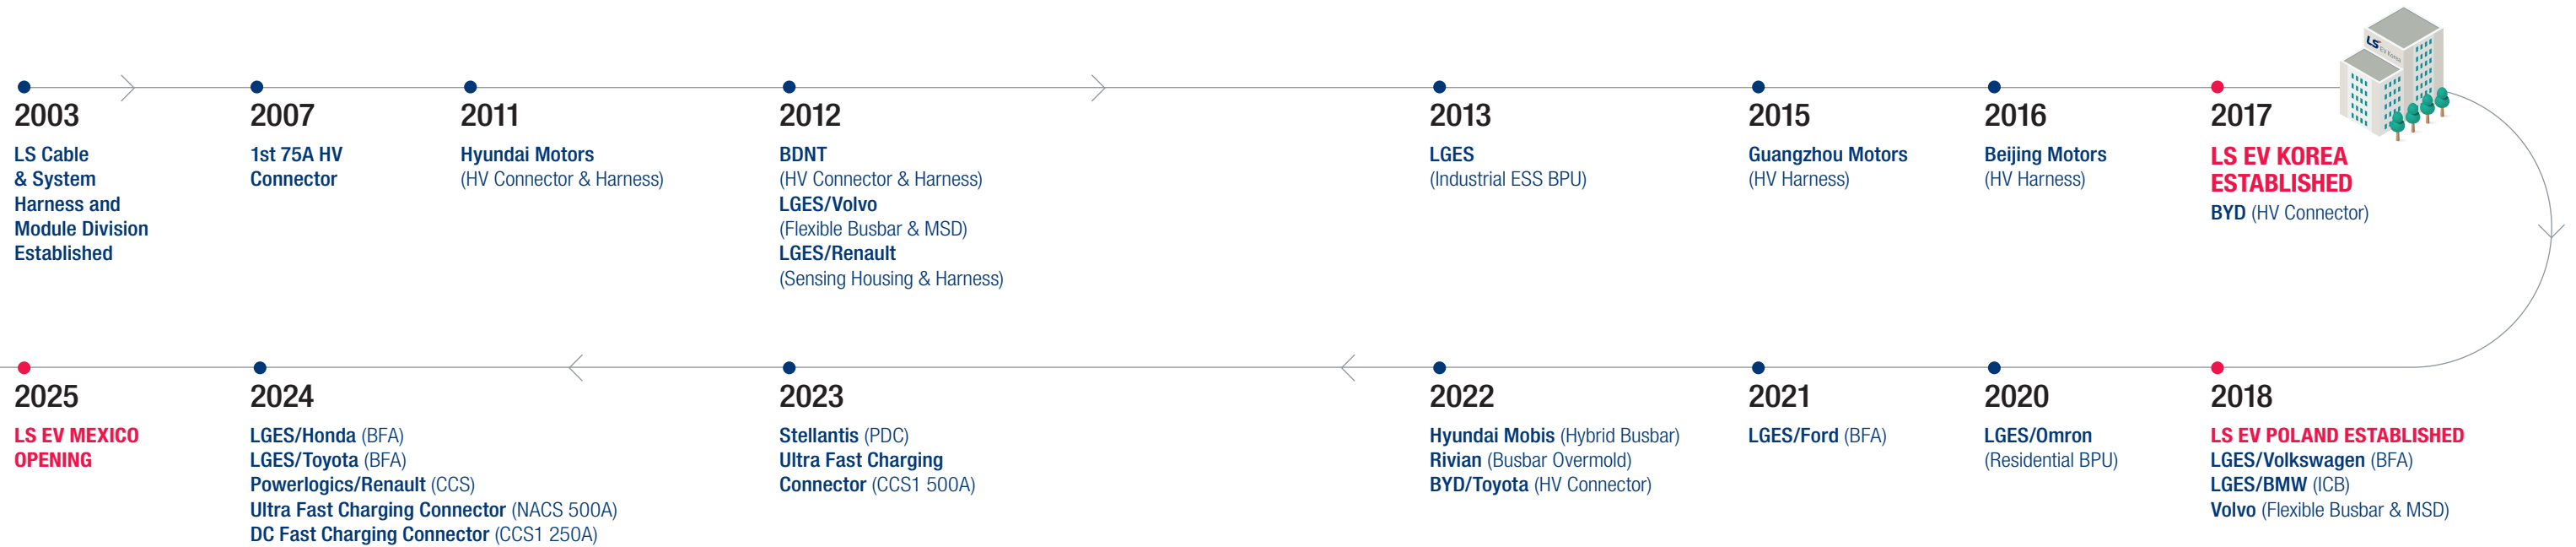 2003
LS Cable
& System
Harness and
Module Division
Established
2007
1st 75A HV
Connector
2011
Hyundai Motors
(HV Connector & Harness)
2012
BDNT
(HV Connector & Harness)
LGES/Volvo
(Flexible Busbar & MSD)
LGES/Renault
(Sensing Housing & Harness)
2013
LGES
(Industrial ESS BPU)
2015
Guangzhou Motors
(HV Harness)
2016
Beijing Motors
(HV Harness)
2017
LS EV KOREA
ESTABLISHED
BYD (HV Connector)
LS EV Korea
2018
LS EV POLAND ESTABLISHED
LGES/Volkswagen (BFA)
LGES/BMW (ICB)
Volvo (Flexible Busbar & MSD)
2020
LGES/Omron
(Residential BPU)
2021
LGES/Ford (BFA)
2022
Hyundai Mobis (Hybrid Busbar)
Rivian (Busbar Overmold)
BYD/Toyota (HV Connector)
2023
Stellantis (PDC)
Ultra Fast Charging
Connector (CCS1 500A)
2024
LGES/Honda (BFA)
LGES/Toyota (BFA)
Powerlogics/Renault (CCS)
Ultra Fast Charging Connector (NACS 500A)
DC Fast Charging Connector (CCS1 250A)
2025
LS EV MEXICO
OPENING